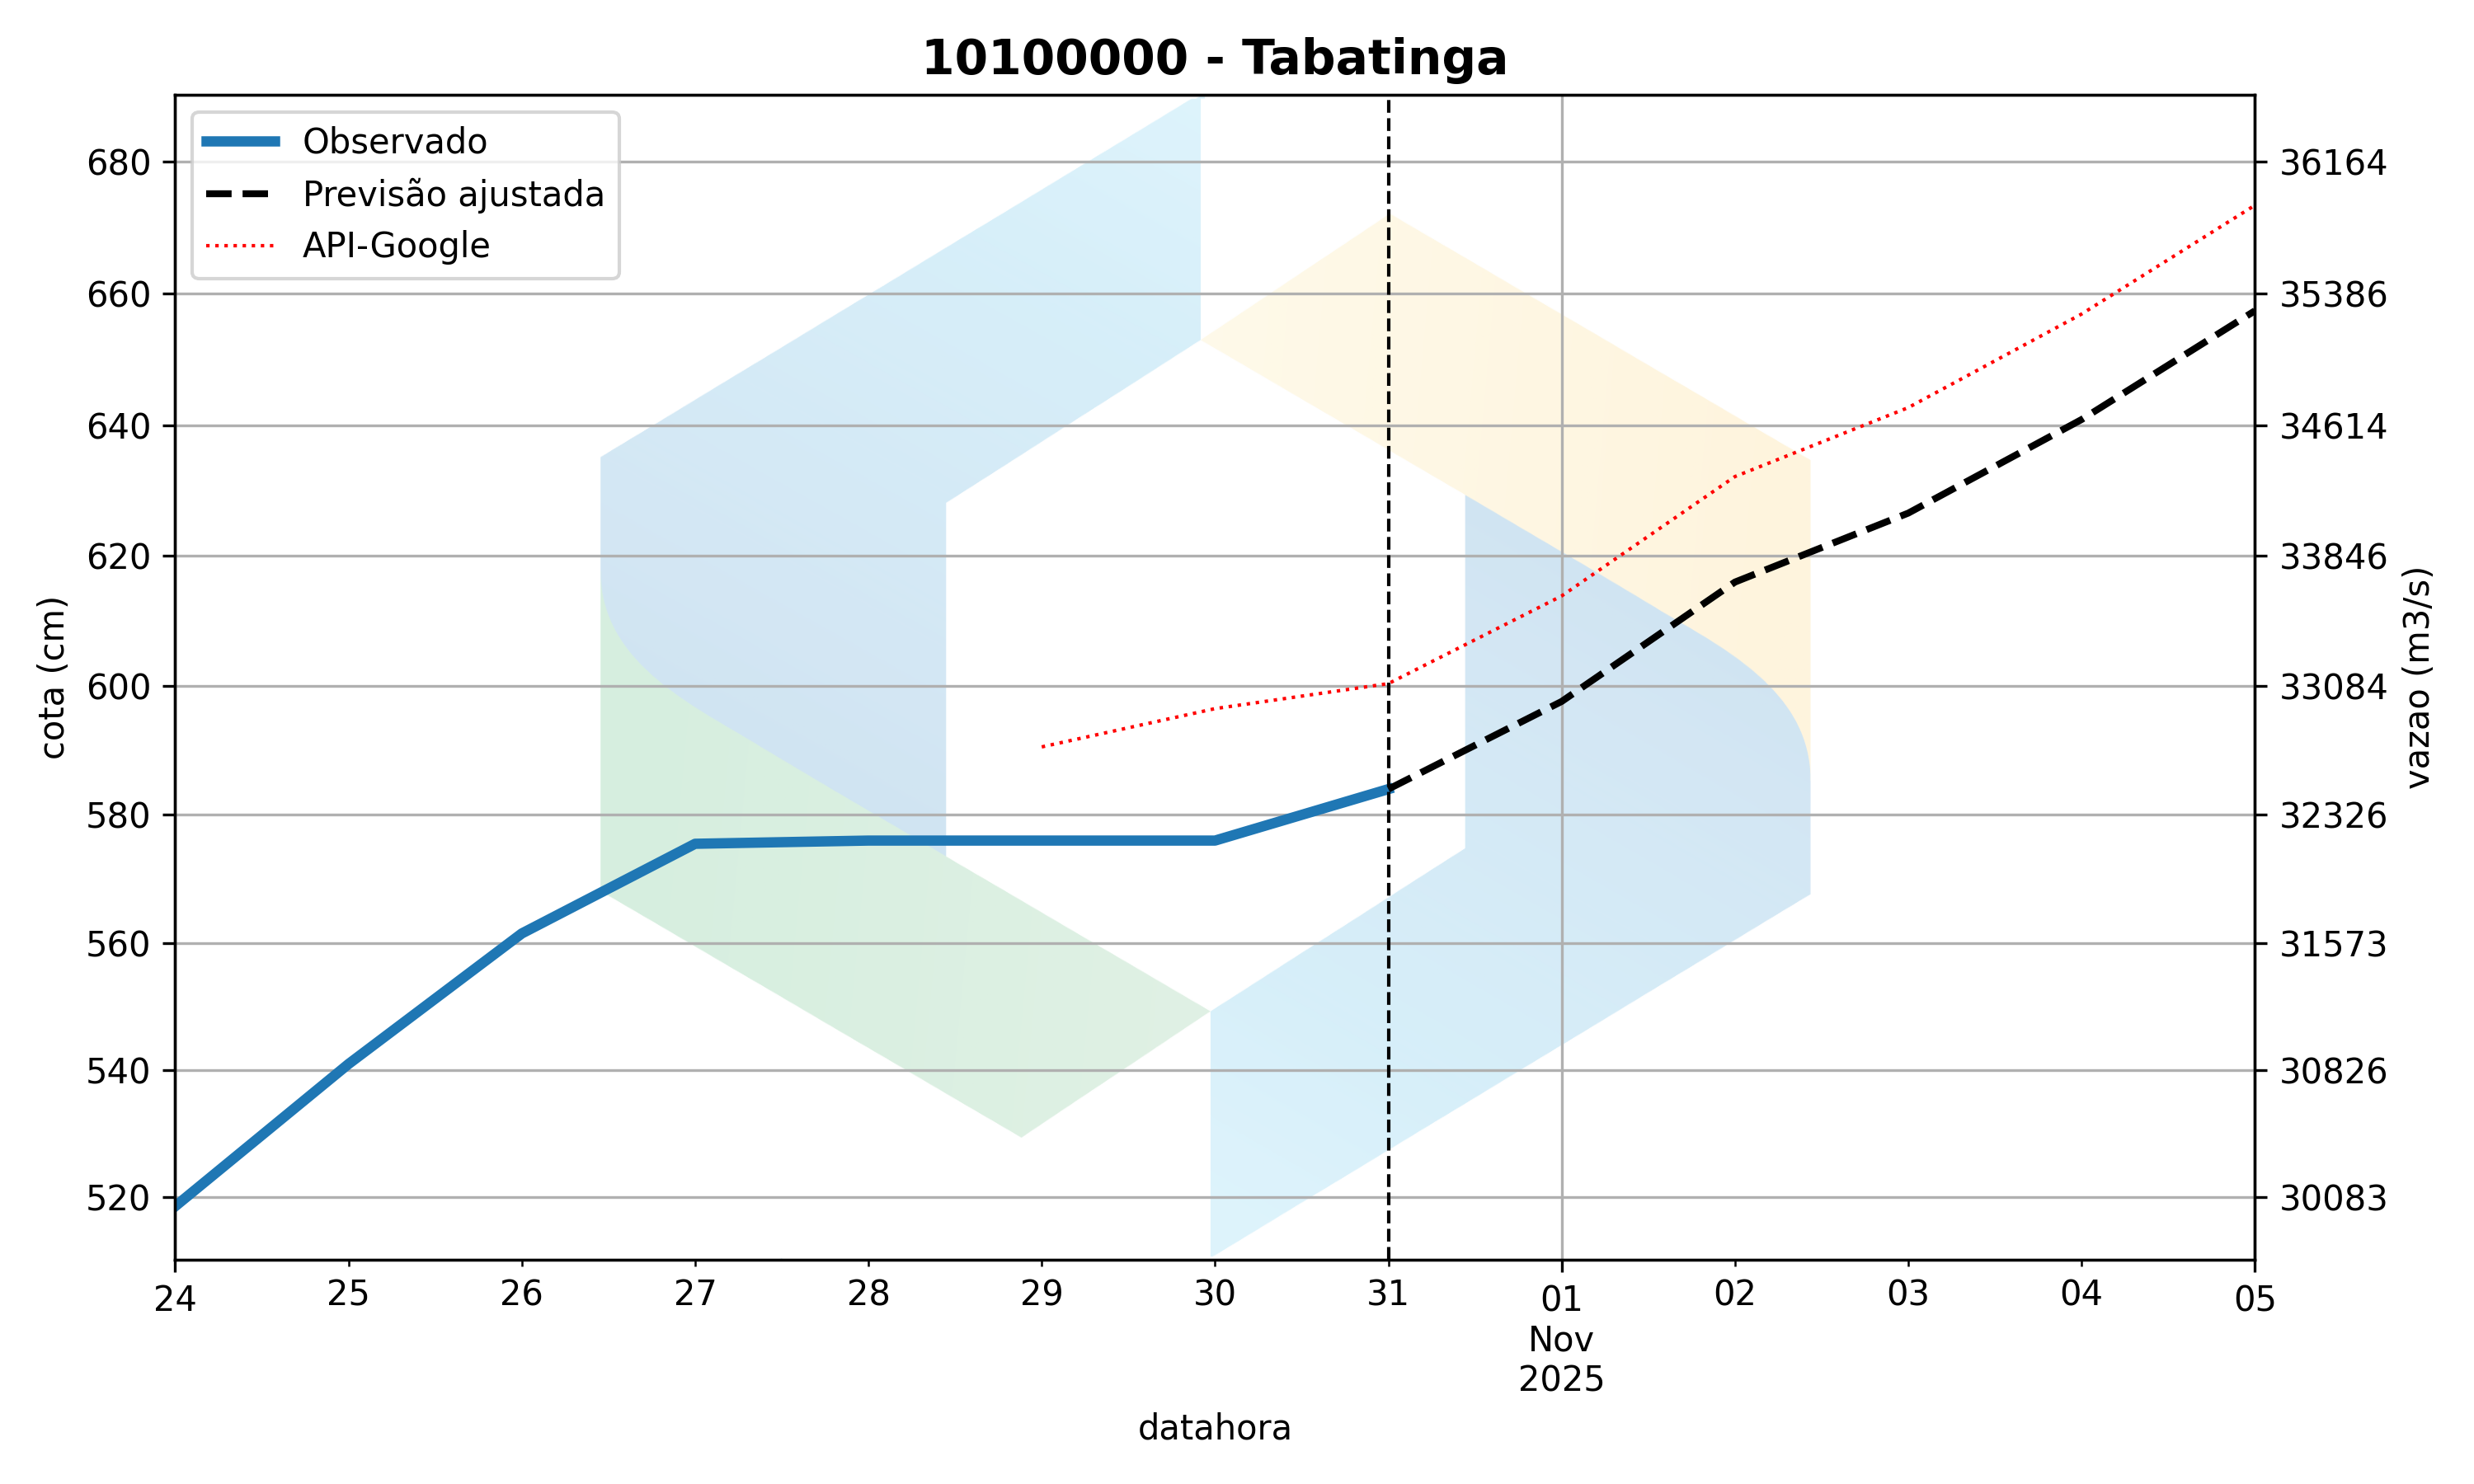 10100000 - Tabatinga
Observado
Previsão ajustada
API-Google
680
660
640
620
600
580
560
540
520
cota (cm)
36164
35386
34614
33846
33084
32326
31573
30826
30083
vazao (m3/s)
24 25 26 27 28 29 30 31 01 02 03 04 05
Nov
2025
datahora